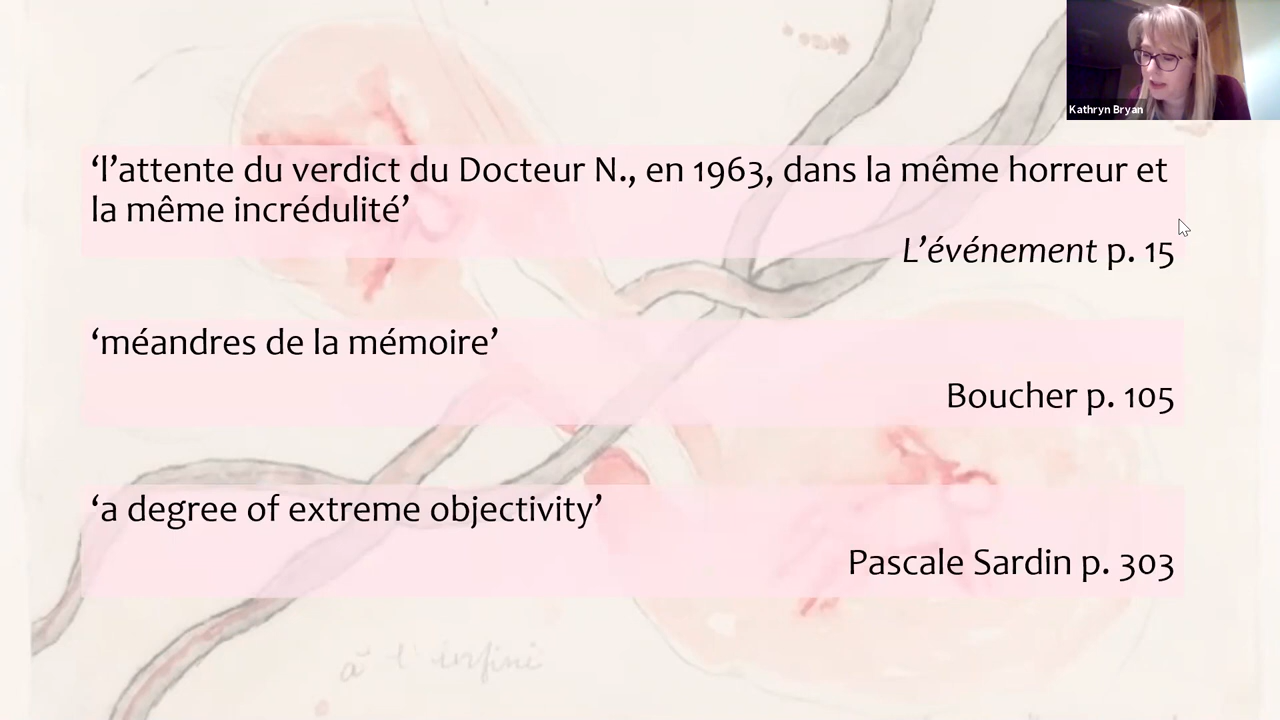 Kathryn Bryan
‘l’attente du verdict du Docteur N., en 1963, dans la même horreur et
la même incrédulité’
L’événement p. 15
‘méandres de la mémoire’
Boucher p. 105
‘a degree of extreme objectivity’
Pascale Sardin p. 303
à l'infini